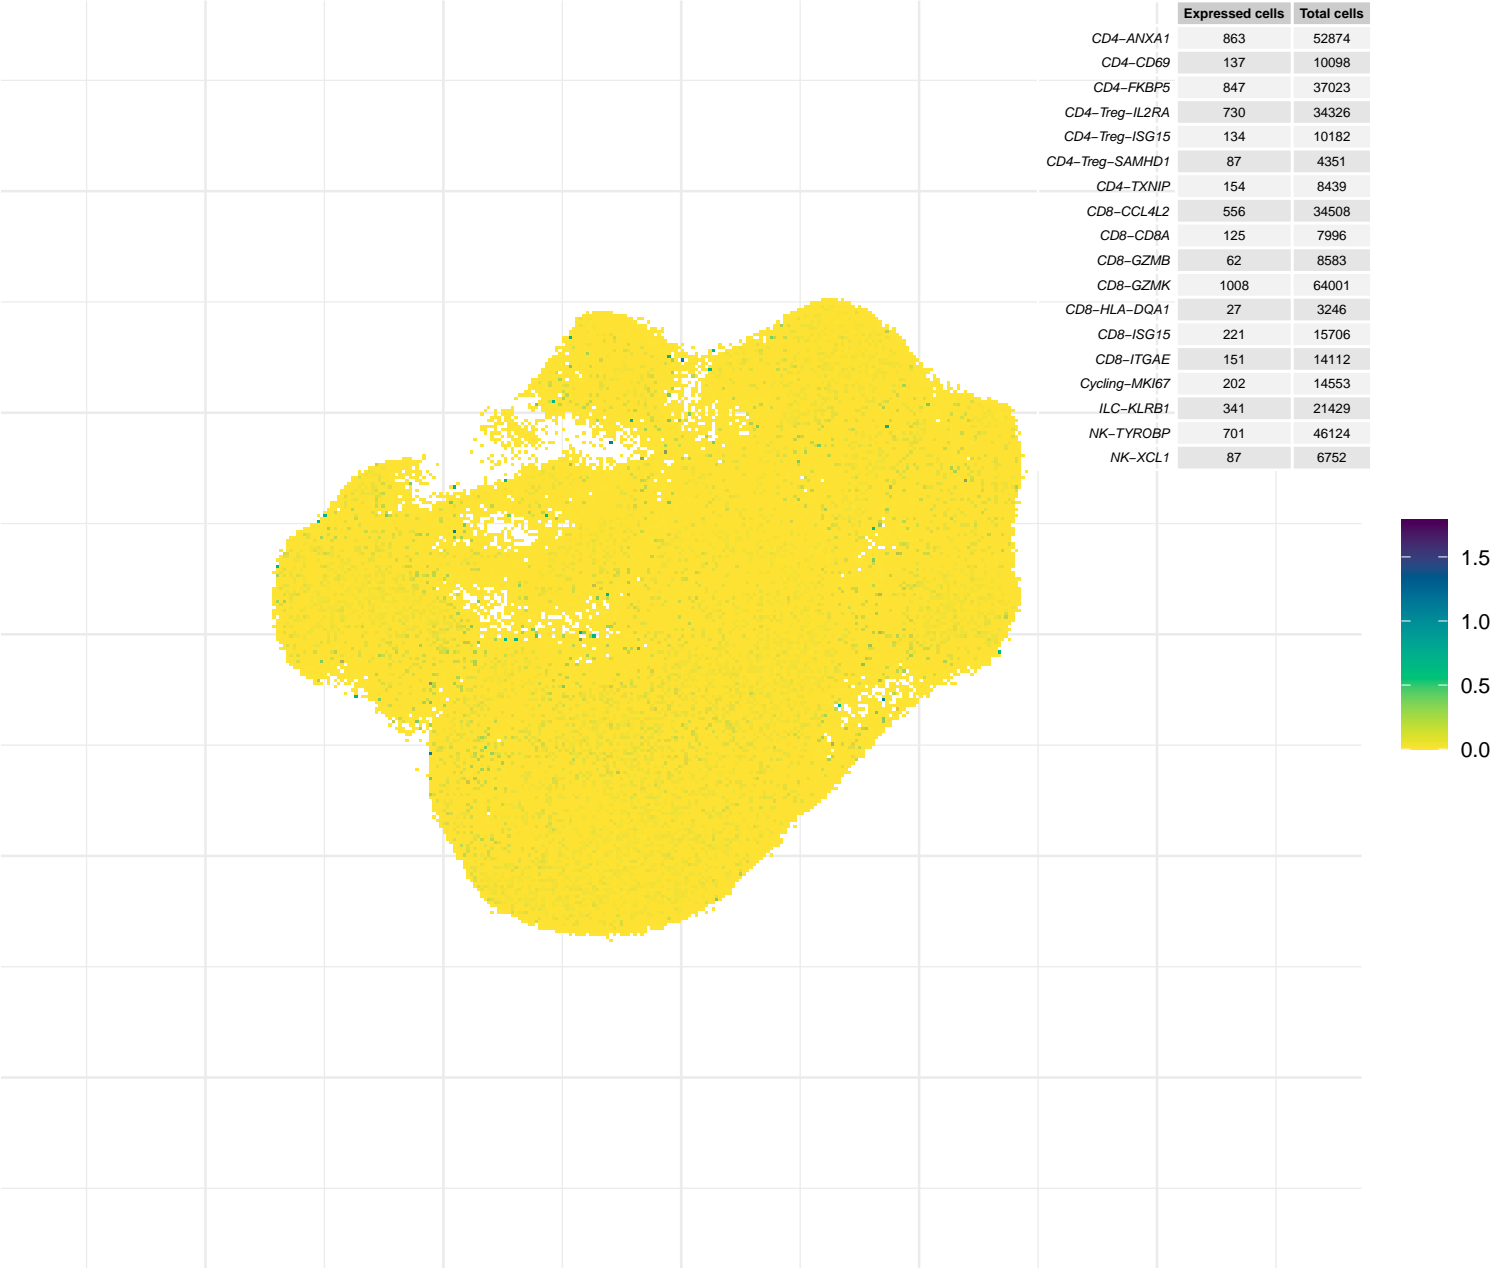 Expressed cells Total cells
CD4−ANXA1 863 52874
CD4−CD69 137 10098
CD4−FKBP5 847 37023
CD4−Treg−IL2RA 730 34326
CD4−Treg−ISG15 134 10182
CD4−Treg−SAMHD1 87 4351
CD4−TXNIP 154 8439
CD8−CCL4L2 556 34508
CD8−CD8A 125 7996
CD8−GZMB 62 8583
CD8−GZMK 1008 64001
CD8−HLA−DQA1 27 3246
CD8−ISG15 221 15706
CD8−ITGAE 151 14112
Cycling−MKI67 202 14553
ILC−KLRB1 341 21429
NK−TYROBP 701 46124
NK−XCL1 87 6752
1.5
1.0
0.5
0.0